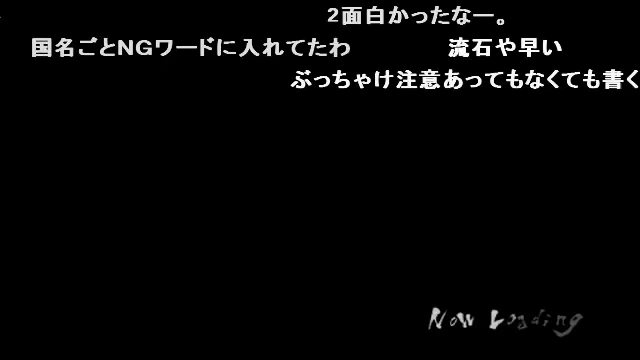 2面白かったなー。
国名ごとNGワードに入れてたわ
流石や早い
ぶっちゃけ注意あってもなくても書く
Now Loading